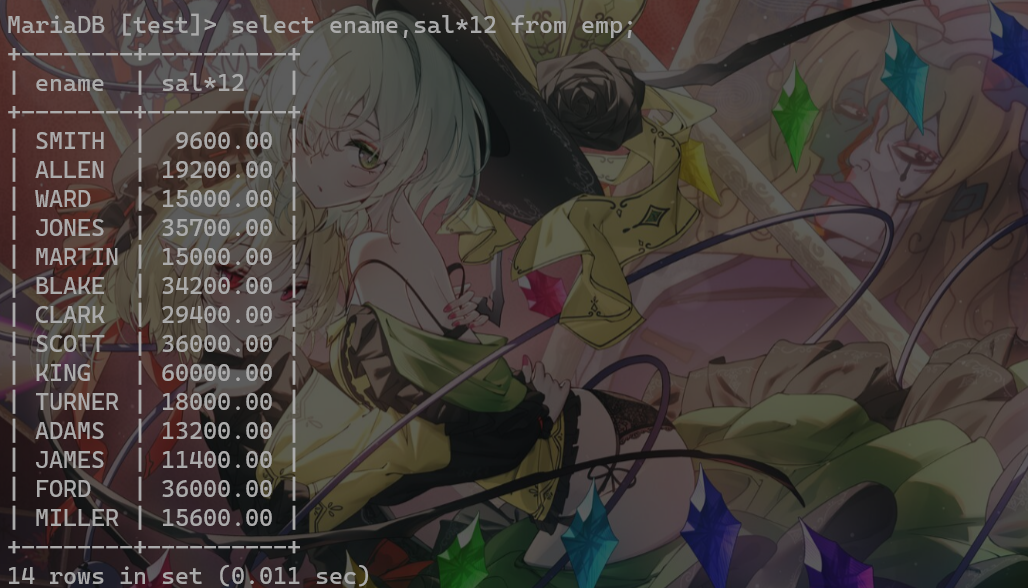 MariaDB [test]> select ename,sal*12 from emp;
+--------+----------+
| ename  | sal*12   |
+--------+----------+
| SMITH  |  9600.00 |
| ALLEN  | 19200.00 |
| WARD   | 15000.00 |
| JONES  | 35700.00 |
| MARTIN | 15000.00 |
| BLAKE  | 34200.00 |
| CLARK  | 29400.00 |
| SCOTT  | 36000.00 |
| KING   | 60000.00 |
| TURNER | 18000.00 |
| ADAMS  | 13200.00 |
| JAMES  | 11400.00 |
| FORD   | 36000.00 |
| MILLER | 15600.00 |
+--------+----------+
14 rows in set (0.011 sec)